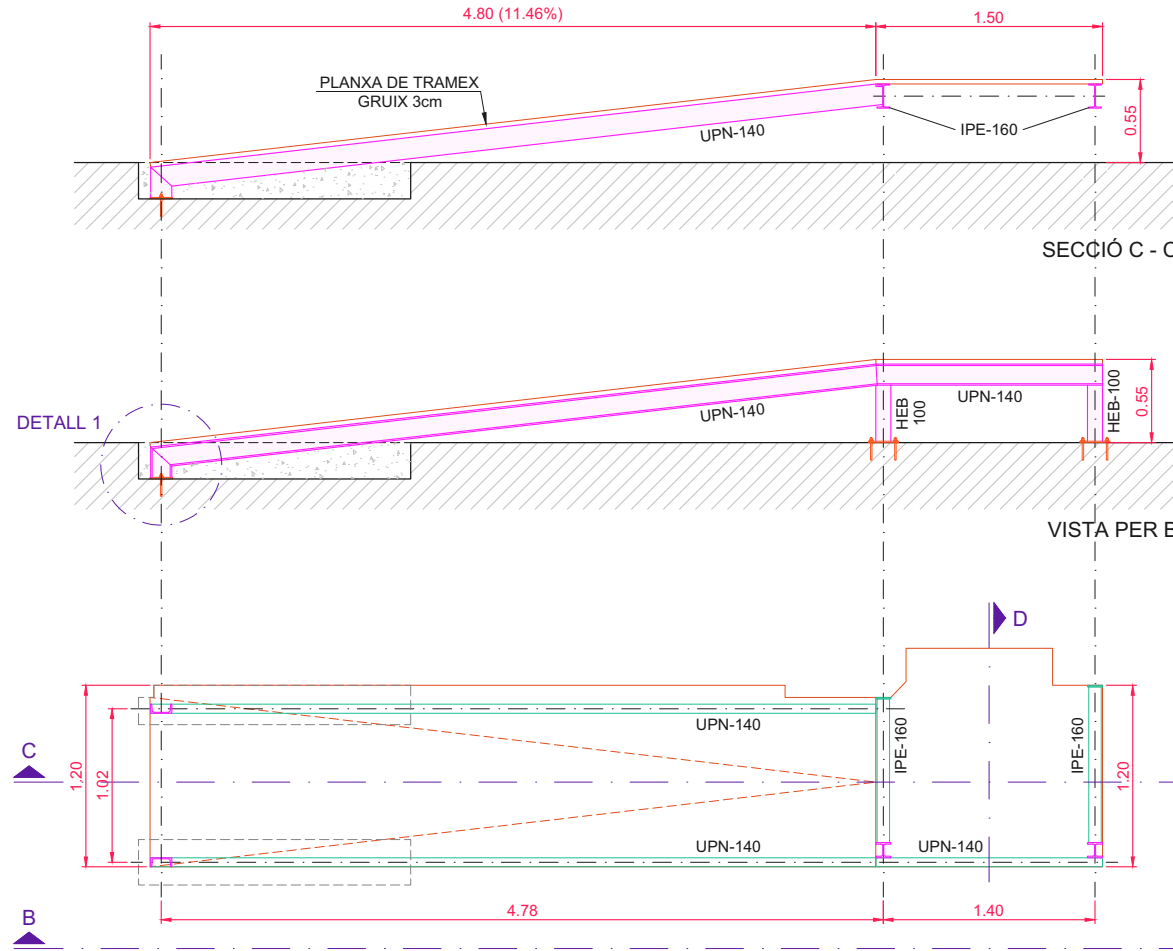 4.80 (11.46%)
1.50
PLANXA DE TRAMEX
GRUIX 3cm
UPN-140
IPE-160
0.55
SECCIÓ C - C
DETALL 1
UPN-140
HEB
100
UPN-140
HEB-100
0.55
VISTA PER B
D
UPN-140
IPE-160
IPE-160
C
1.20
1.02
1.20
UPN-140
UPN-140
4.78
1.40
B